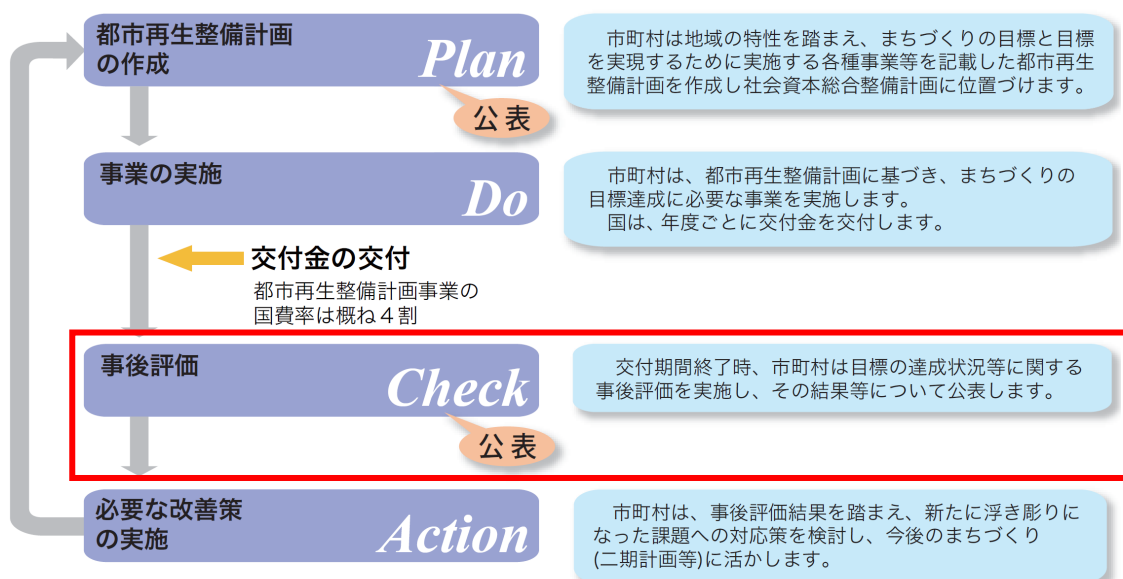 都市再生整備計画
の作成
Plan
公表
市町村は地域の特性を踏まえ、まちづくりの目標と目標
を実現するために実施する各種事業等を記載した都市再生
整備計画を作成し社会資本総合整備計画に位置づけます。
事業の実施
Do
市町村は、都市再生整備計画に基づき、まちづくりの
目標達成に必要な事業を実施します。
国は、年度ごとに交付金を交付します。
交付金の交付
都市再生整備計画事業の
国費率は概ね４割
事後評価
Check
公表
交付期間終了時、市町村は目標の達成状況等に関する
事後評価を実施し、その結果等について公表します。
必要な改善策
の実施
Action
市町村は、事後評価結果を踏まえ、新たに浮き彫りに
なった課題への対応策を検討し、今後のまちづくり
(二期計画等)に活かします。